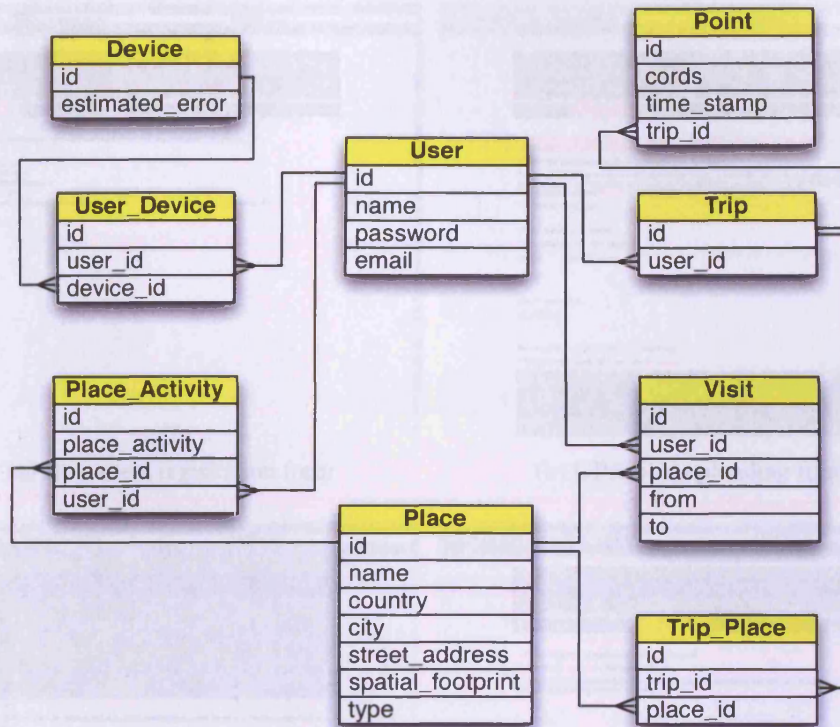 Device
id
estimated_error
Point
id
cords
time_stamp
trip_id
User
id
name
password
email
User_Device
id
user_id
device_id
Trip
id
user_id
Place_Activity
id
place_activity
place_id
user_id
Visit
id
user_id
place_id
from
to
Place
id
name
country
city
street_address
spatial_footprint
type
Trip_Place
id
trip_id
place_id